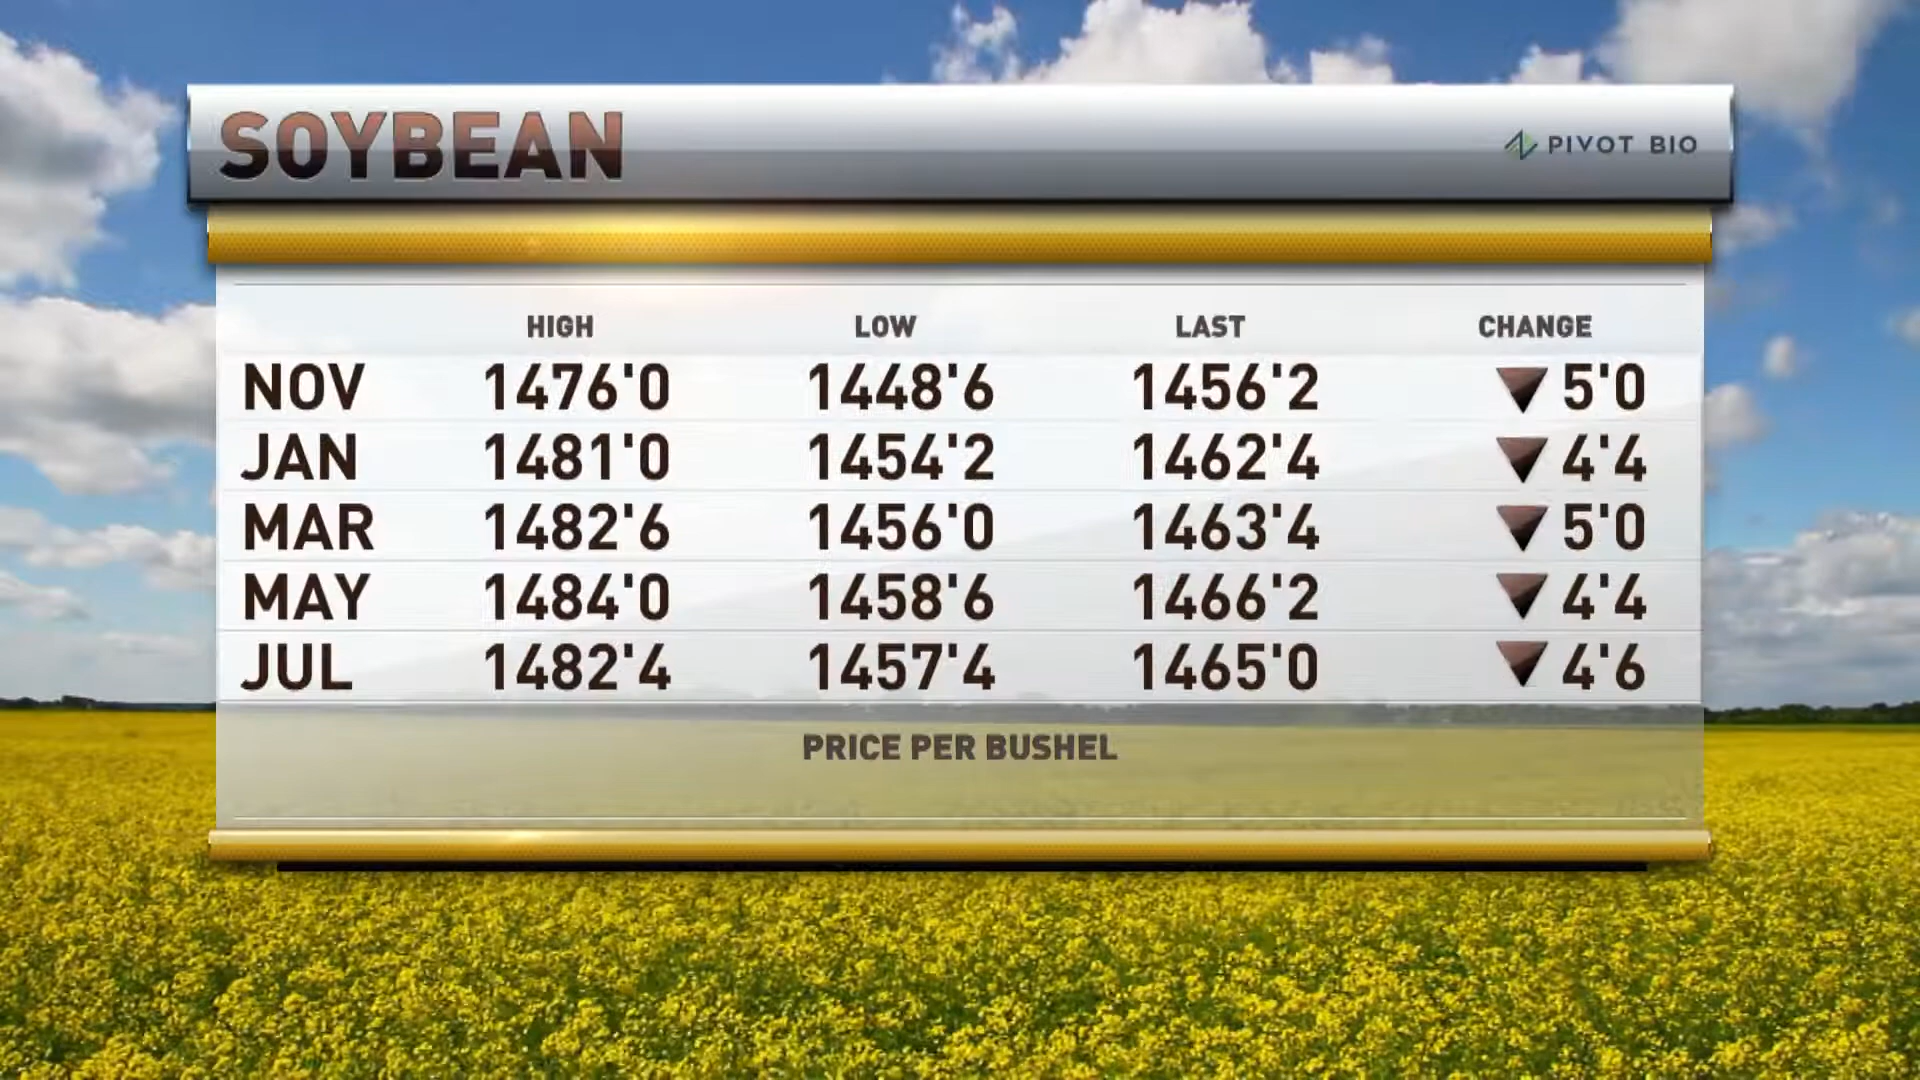 SOYBEAN PIVOT BIO
HIGH LOW LAST CHANGE
NOV 1476'0 1448'6 1456'2 ▼ 5'0
JAN 1481'0 1454'2 1462'4 ▼ 4'4
MAR 1482'6 1456'0 1463'4 ▼ 5'0
MAY 1484'0 1458'6 1466'2 ▼ 4'4
JUL 1482'4 1457'4 1465'0 ▼ 4'6
PRICE PER BUSHEL